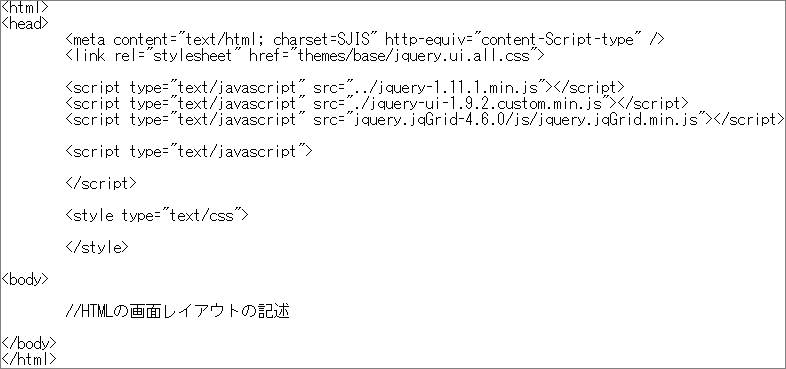 <html>
<head>
<meta content="text/html; charset=SJIS" http-equiv="content-Script-type" />
<link rel="stylesheet" href="themes/base/jquery.ui.all.css">
<script type="text/javascript" src="../jquery-1.11.1.min.js"></script>
<script type="text/javascript" src="./jquery-ui-1.9.2.custom.min.js"></script>
<script type="text/javascript" src="jquery.jqGrid-4.6.0/js/jquery.jqGrid.min.js"></script>
<script type="text/javascript">
</script>
<style type="text/css">
</style>
<body>
//HTMLの画面レイアウトの記述
</body>
</html>